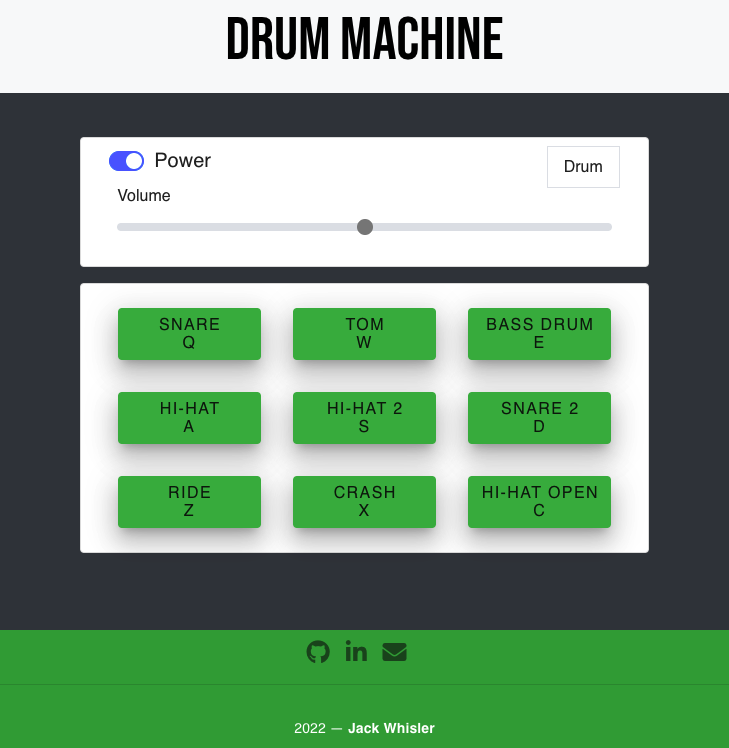 DRUM MACHINE
Power
Drum
Volume
SNARE
Q
TOM
W
BASS DRUM
E
HI-HAT
A
HI-HAT 2
S
SNARE 2
D
RIDE
Z
CRASH
X
HI-HAT OPEN
C
in
2022 — Jack Whisler